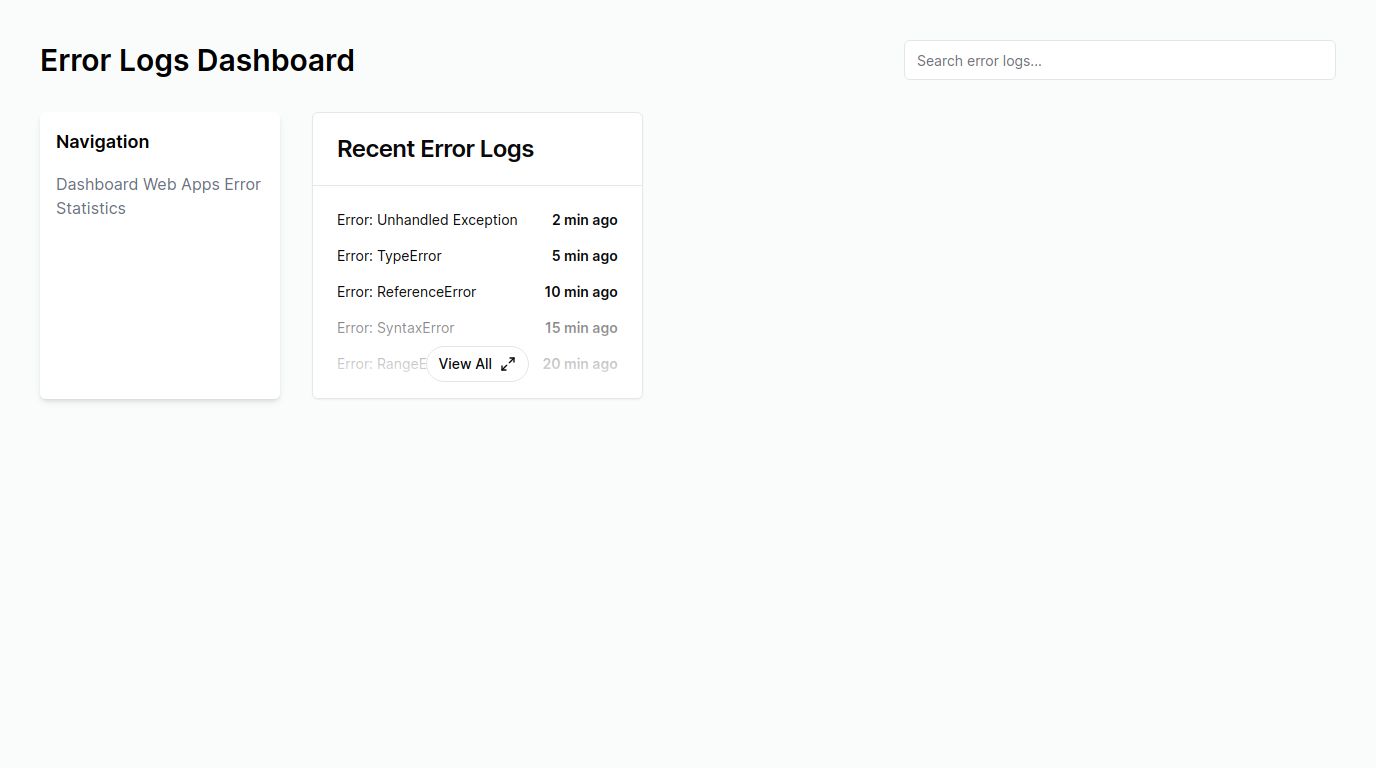 Error Logs Dashboard
Search error logs...
Navigation
Dashboard Web Apps Error
Statistics
Recent Error Logs
Error: Unhandled Exception 2 min ago
Error: TypeError 5 min ago
Error: ReferenceError 10 min ago
Error: SyntaxError 15 min ago
Error: 20 min ago
View All